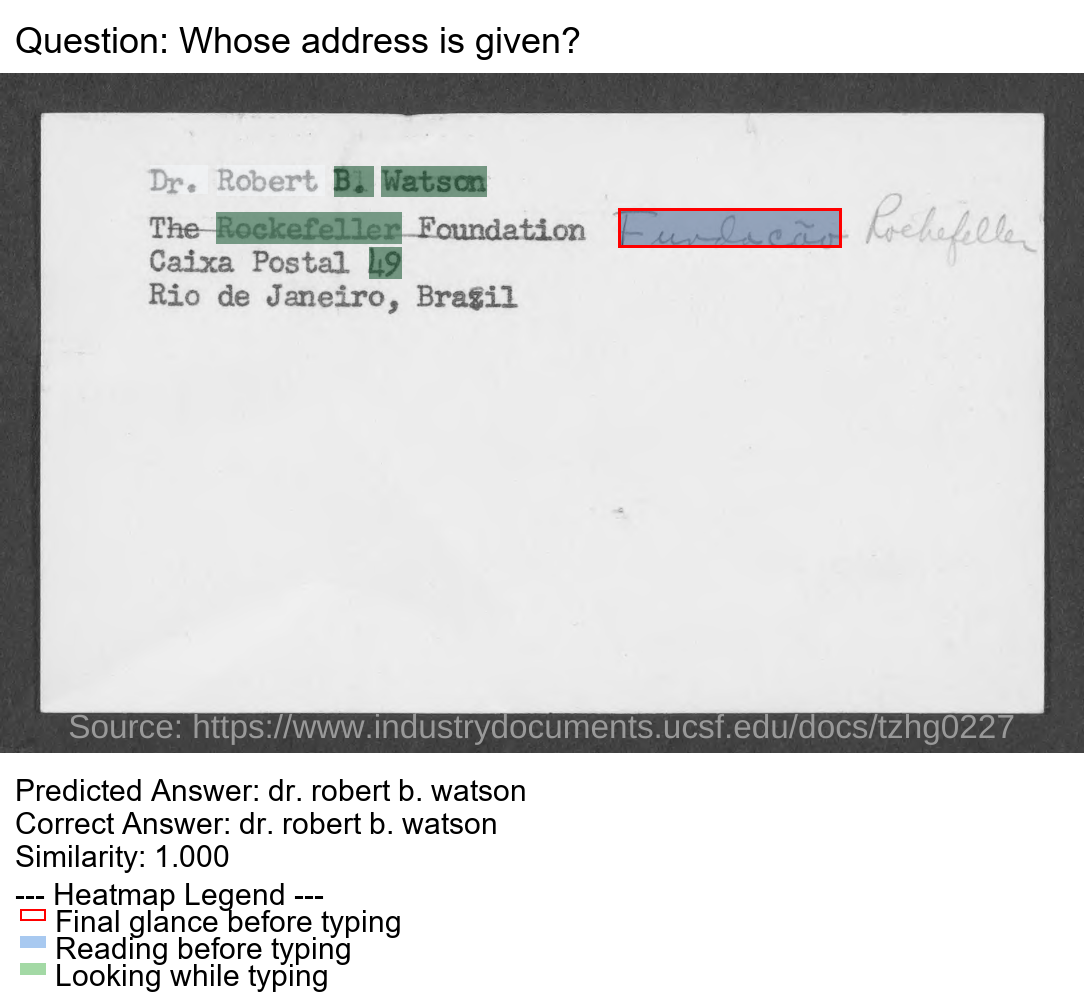 Question: Whose address is given?
Dr. Robert B. Watson
The Rockefeller Foundation Fundação Rockefeller
Caixa Postal 49
Rio de Janeiro, Brazil
Source: https://www.industrydocuments.ucsf.edu/docs/tzhg0227
Predicted Answer: dr. robert b. watson
Correct Answer: dr. robert b. watson
Similarity: 1.000
--- Heatmap Legend ---
Final glance before typing
Reading before typing
Looking while typing